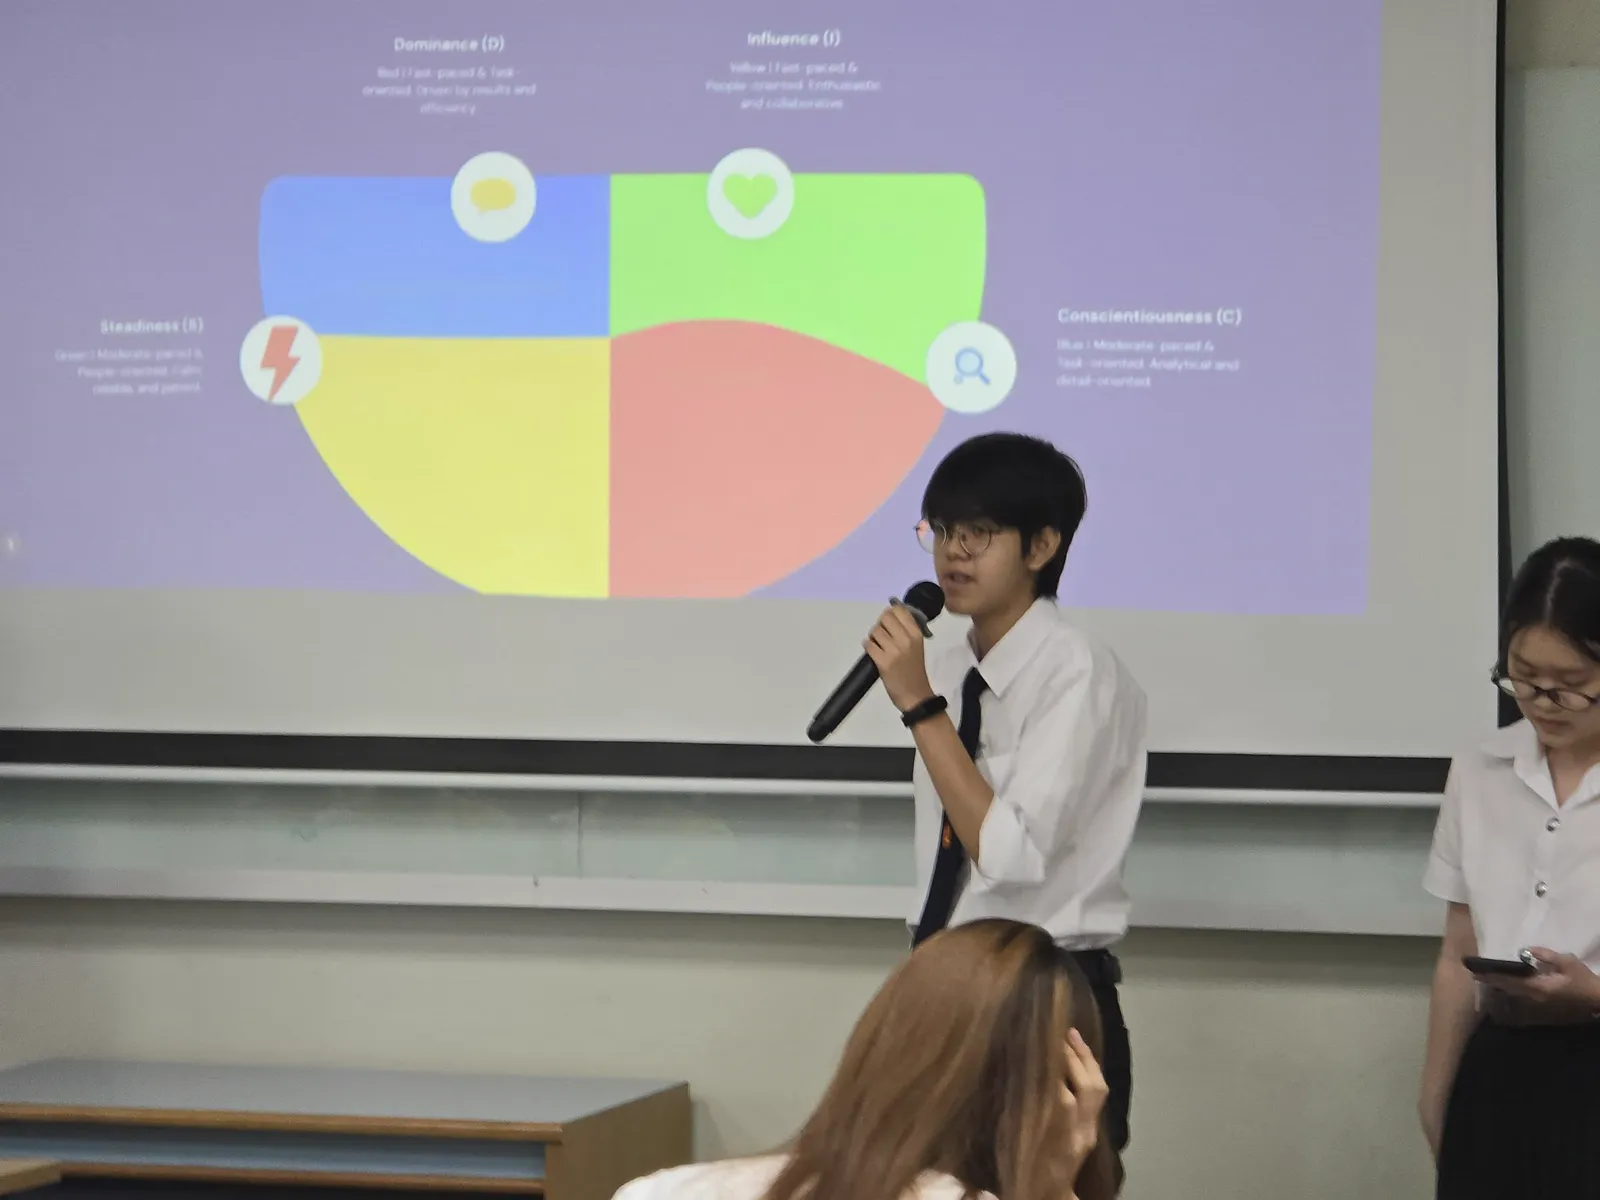 Dominance (D)
Red | Fast-paced & Task-
oriented. Driven by results and
efficiency.
Influence (I)
Yellow | Fast-paced &
People-oriented. Enthusiastic
and collaborative.
Steadiness (S)
Green | Moderate-paced &
People-oriented. Calm,
reliable, and patient.
Conscientiousness (C)
Blue | Moderate-paced &
Task-oriented. Analytical and
detail-oriented.